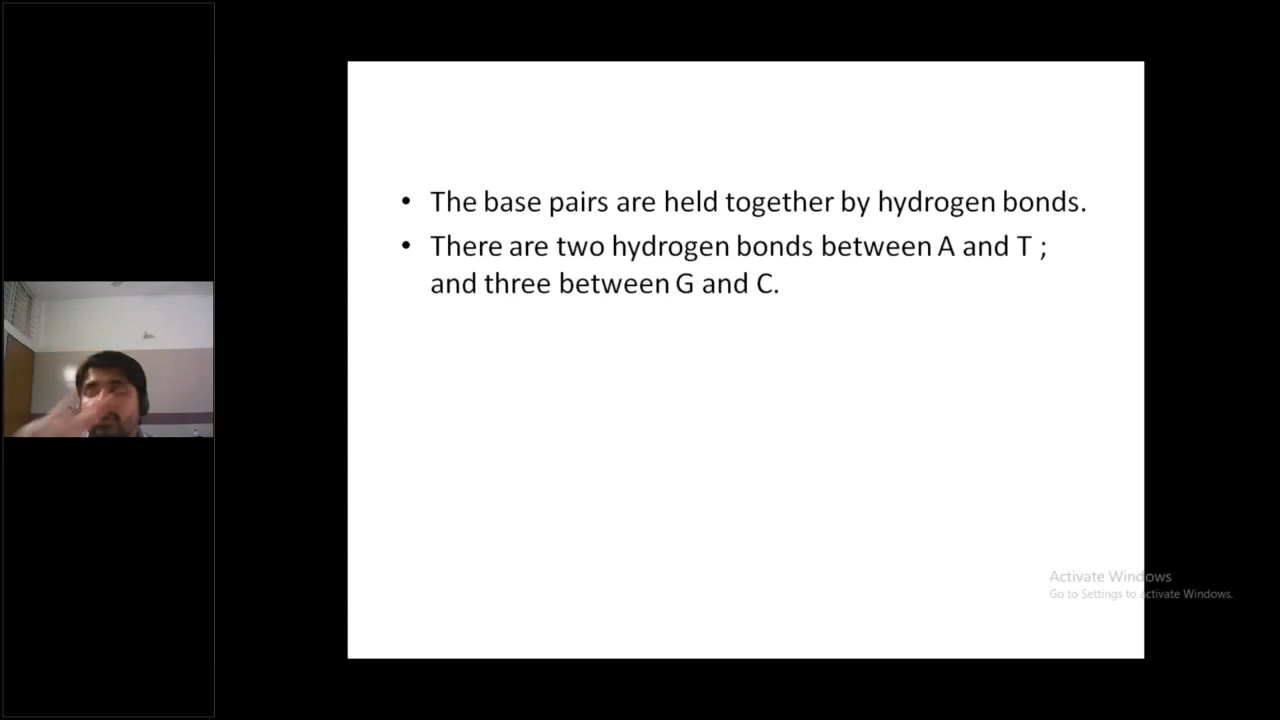 • The base pairs are held together by hydrogen bonds.
• There are two hydrogen bonds between A and T ;
and three between G and C.
Activate Windows
Go to Settings to activate Windows.